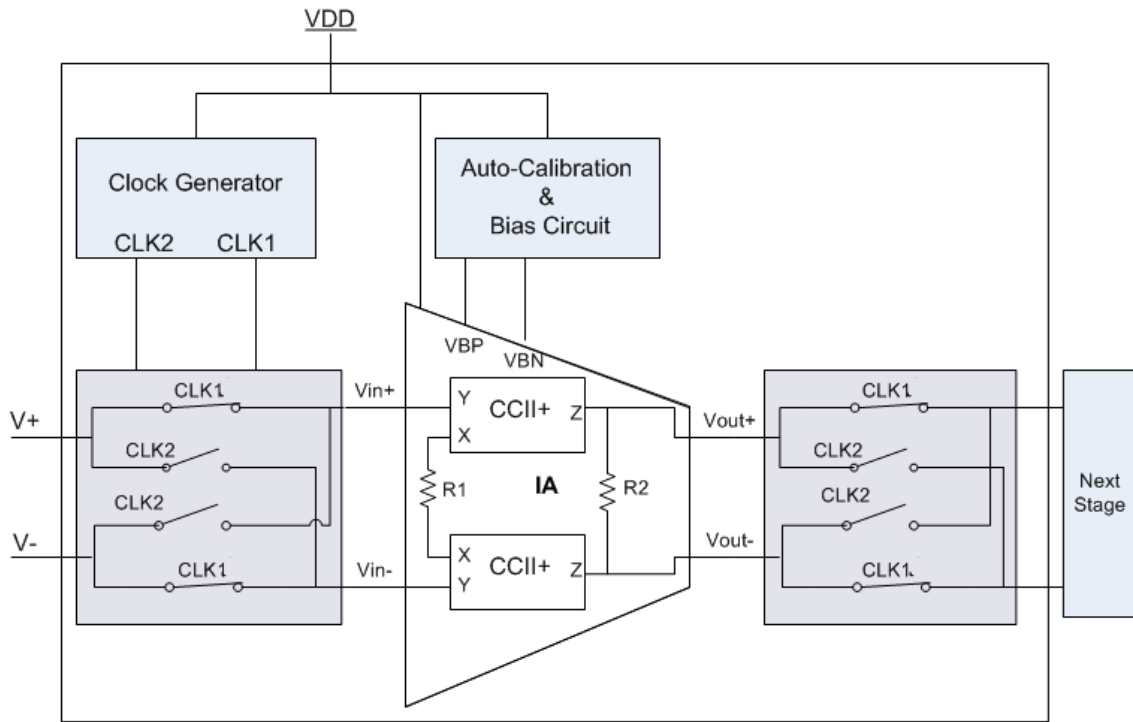 VDD
Clock Generator
CLK2 CLK1
Auto-Calibration
&
Bias Circuit
VBP
VBN
V+
V-
CLK1
CLK2
CLK2
CLK1
Vin+
Vin-
Y
X
CCII+
Z
R1
IA
R2
X
Y
CCII+
Z
Vout+
Vout-
CLK1
CLK2
CLK2
CLK1
Next
Stage